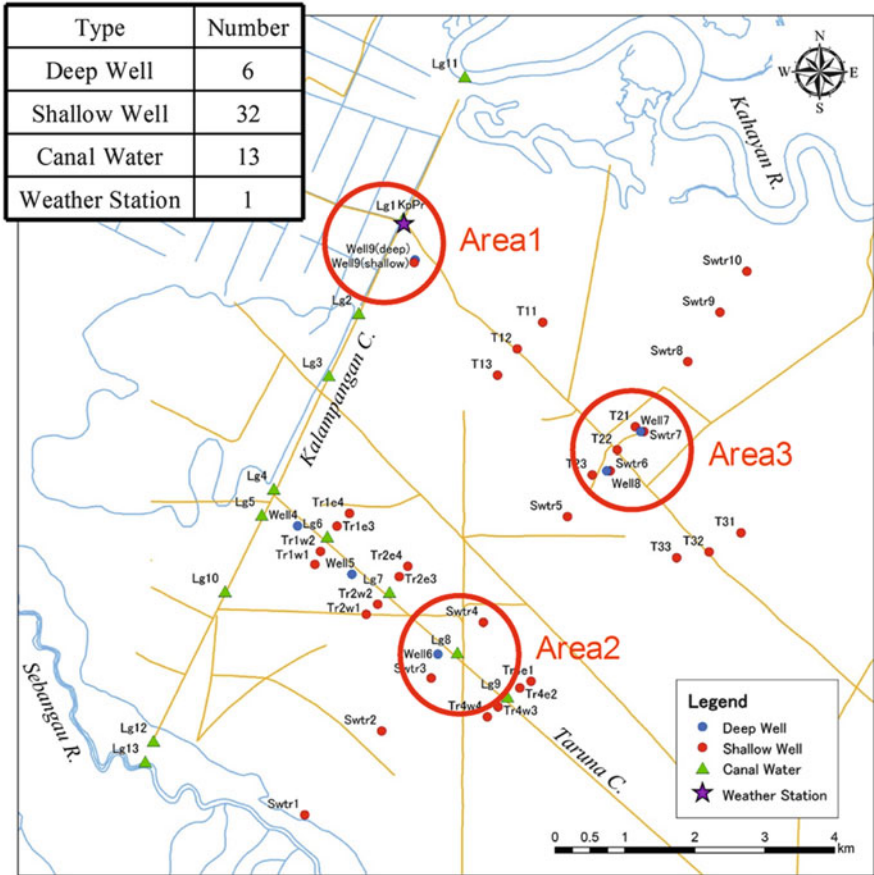 Type Number
Deep Well 6
Shallow Well 32
Canal Water 13
Weather Station 1
N
W E
S
Lg11
Kahayan R.
Lg1 KpPr
Area1
Well9(deep)
Well9(shallow)
Swtr10
Lg2
Swtr9
T11
T12
Kalampangan C.
Lg3
T13
Swtr8
T21
Well7
T22
Swtr7
Area3
T23
Swtr6
Well8
Lg4
Lg5
Well4
Lg6
Tr1e4
Tr1e3
Swtr5
Tr1w2
Tr1w1
T31
T32
T33
Well5
Tr2e4
Tr2e3
Lg7
Lg10
Tr2w2
Tr2w1
Swtr4
Lg8
Well6
Area2
Swtr3
Lg9
Tr4e1
Tr4e2
Tr4w4
Tr4w3
Sebangau R.
Swtr2
Lg12
Lg13
Taruna C.
Swtr1
Legend
Deep Well
Shallow Well
Canal Water
Weather Station
0 0.5 1 2 3 4
km